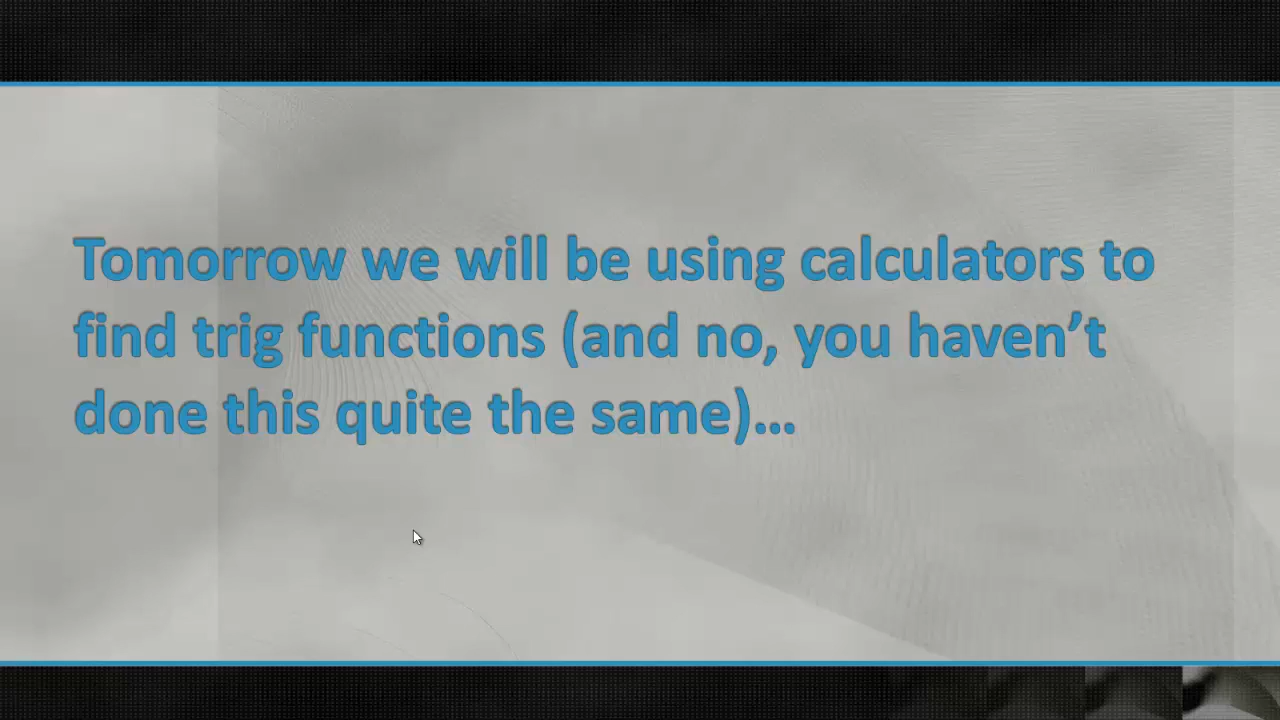 Tomorrow we will be using calculators to
find trig functions (and no, you haven’t
done this quite the same)…